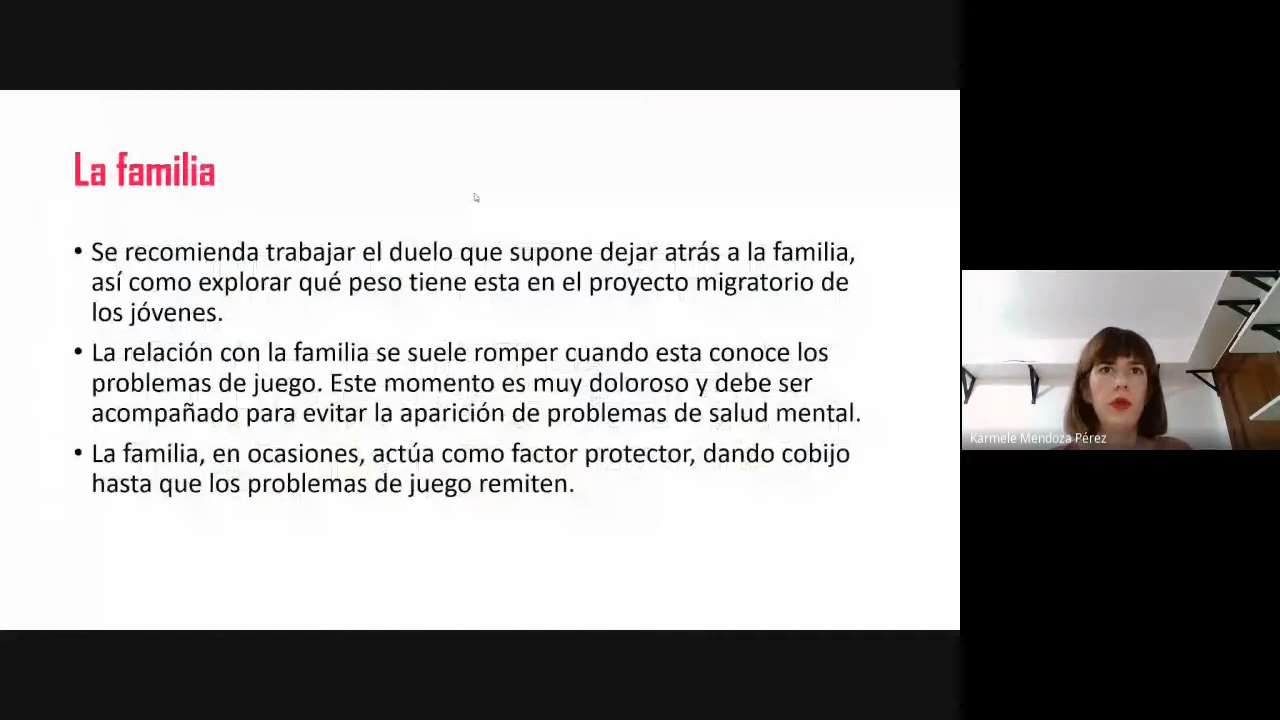 La familia
• Se recomienda trabajar el duelo que supone dejar atrás a la familia,
así como explorar qué peso tiene esta en el proyecto migratorio de
los jóvenes.
• La relación con la familia se suele romper cuando esta conoce los
problemas de juego. Este momento es muy doloroso y debe ser
acompañado para evitar la aparición de problemas de salud mental.
• La familia, en ocasiones, actúa como factor protector, dando cobijo
hasta que los problemas de juego remiten.
Karmele Mendoza Pérez